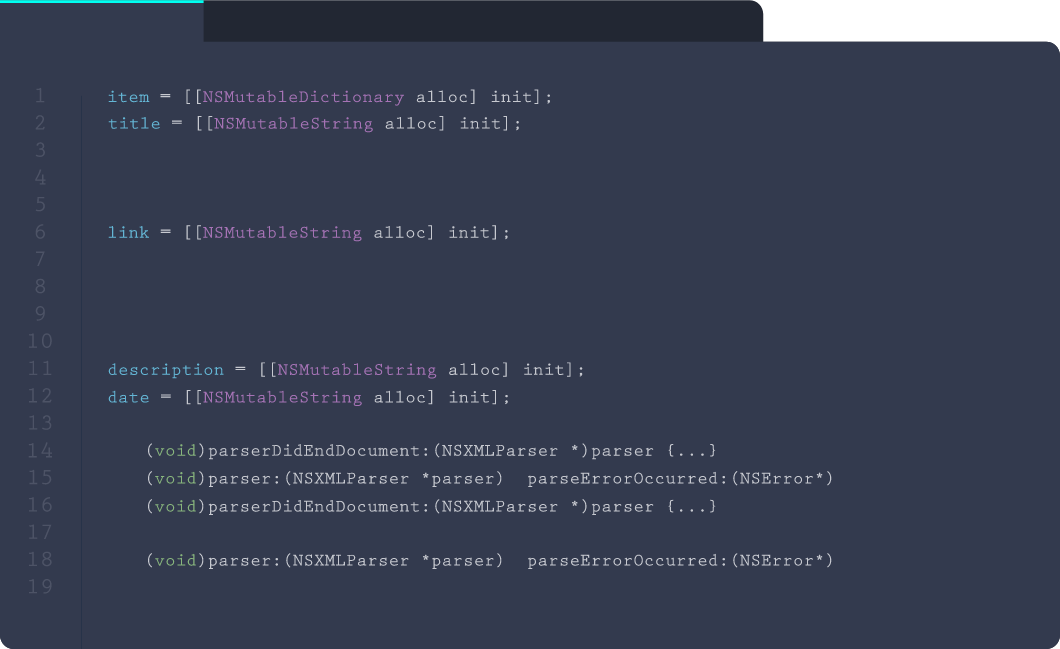 1 item = [[NSMutableDictionary alloc] init];
2 title = [[NSMutableString alloc] init];
3
4
5
6 link = [[NSMutableString alloc] init];
7
8
9
10
11 description = [[NSMutableString alloc] init];
12 date = [[NSMutableString alloc] init];
13
14 (void)parserDidEndDocument:(NSXMLParser *)parser {...}
15 (void)parser:(NSXMLParser *parser) parseErrorOccurred:(NSError*)
16 (void)parserDidEndDocument:(NSXMLParser *)parser {...}
17
18 (void)parser:(NSXMLParser *parser) parseErrorOccurred:(NSError*)
19